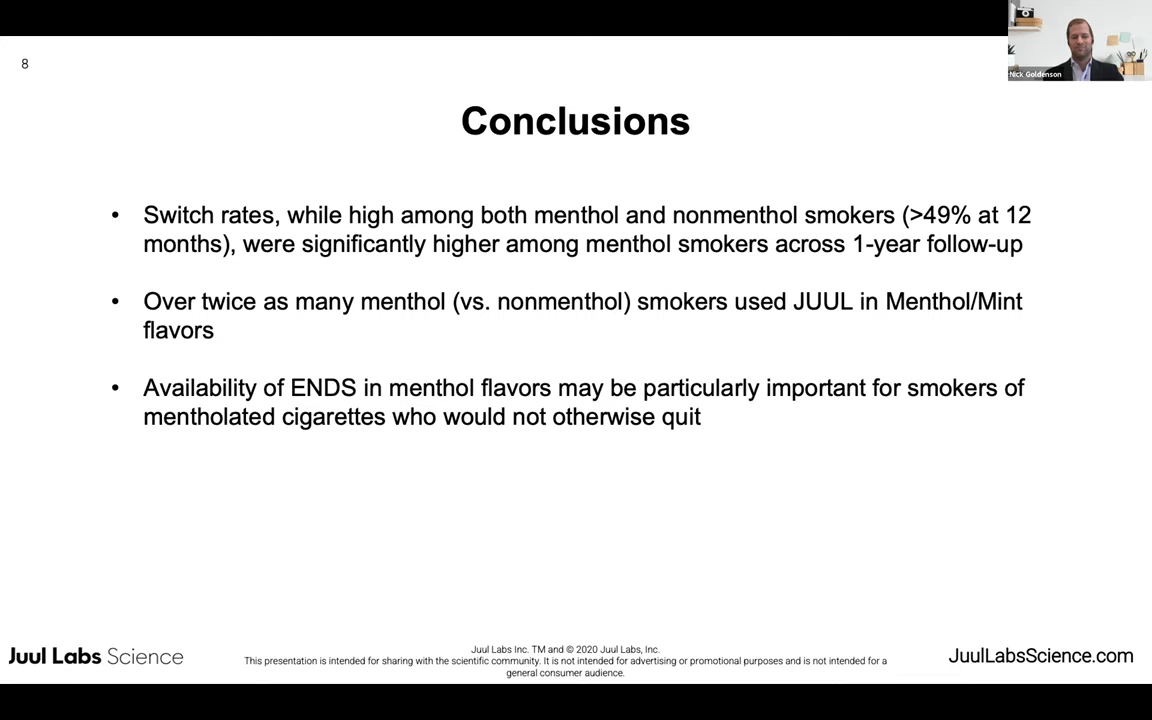 8
Nick Goldenson
Conclusions
• Switch rates, while high among both menthol and nonmenthol smokers (>49% at 12
months), were significantly higher among menthol smokers across 1-year follow-up
• Over twice as many menthol (vs. nonmenthol) smokers used JUUL in Menthol/Mint
flavors
• Availability of ENDS in menthol flavors may be particularly important for smokers of
mentholated cigarettes who would not otherwise quit
Juul Labs Science
Juul Labs Inc. TM and © 2020 Juul Labs, Inc.
This presentation is intended for sharing with the scientific community. It is not intended for advertising or promotional purposes and is not intended for a
general consumer audience.
JuulLabsScience.com